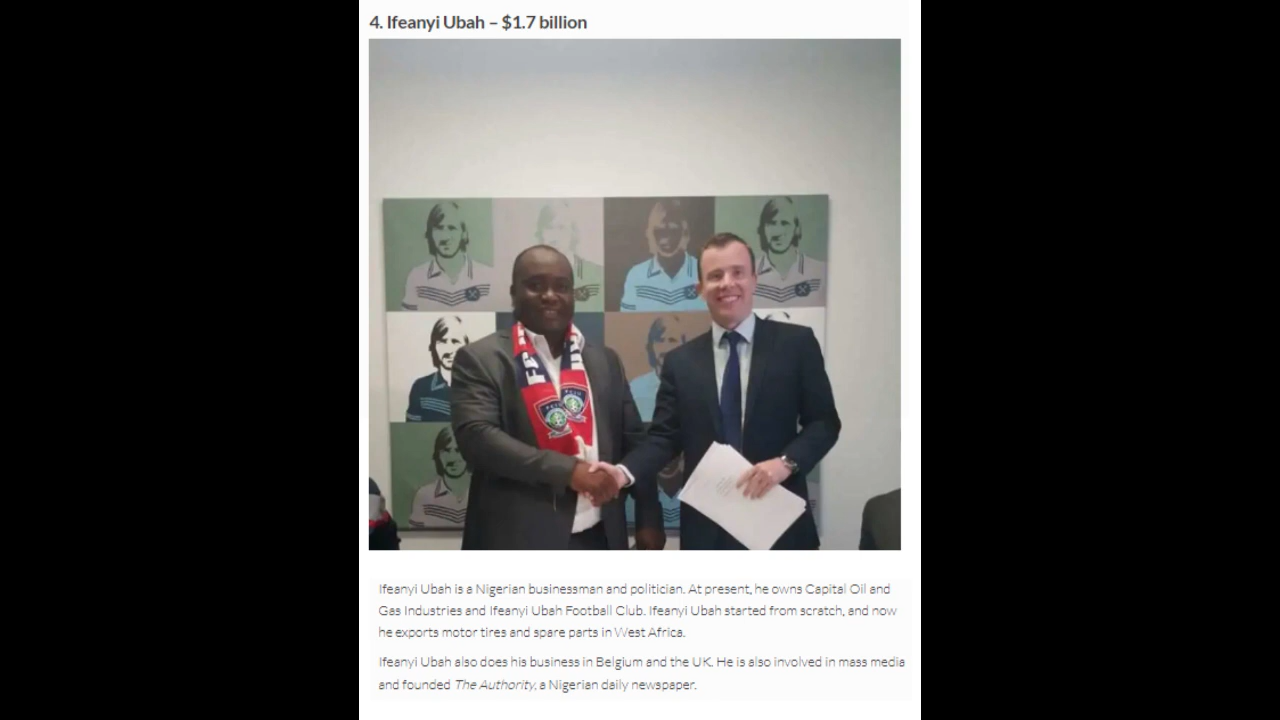 4. Ifeanyi Ubah – $1.7 billion
Ifeanyi Ubah is a Nigerian businessman and politician. At present, he owns Capital Oil and
Gas Industries and Ifeanyi Ubah Football Club. Ifeanyi Ubah started from scratch, and now
he exports motor tires and spare parts in West Africa.
Ifeanyi Ubah also does his business in Belgium and the UK. He is also involved in mass media
and founded The Authority, a Nigerian daily newspaper.